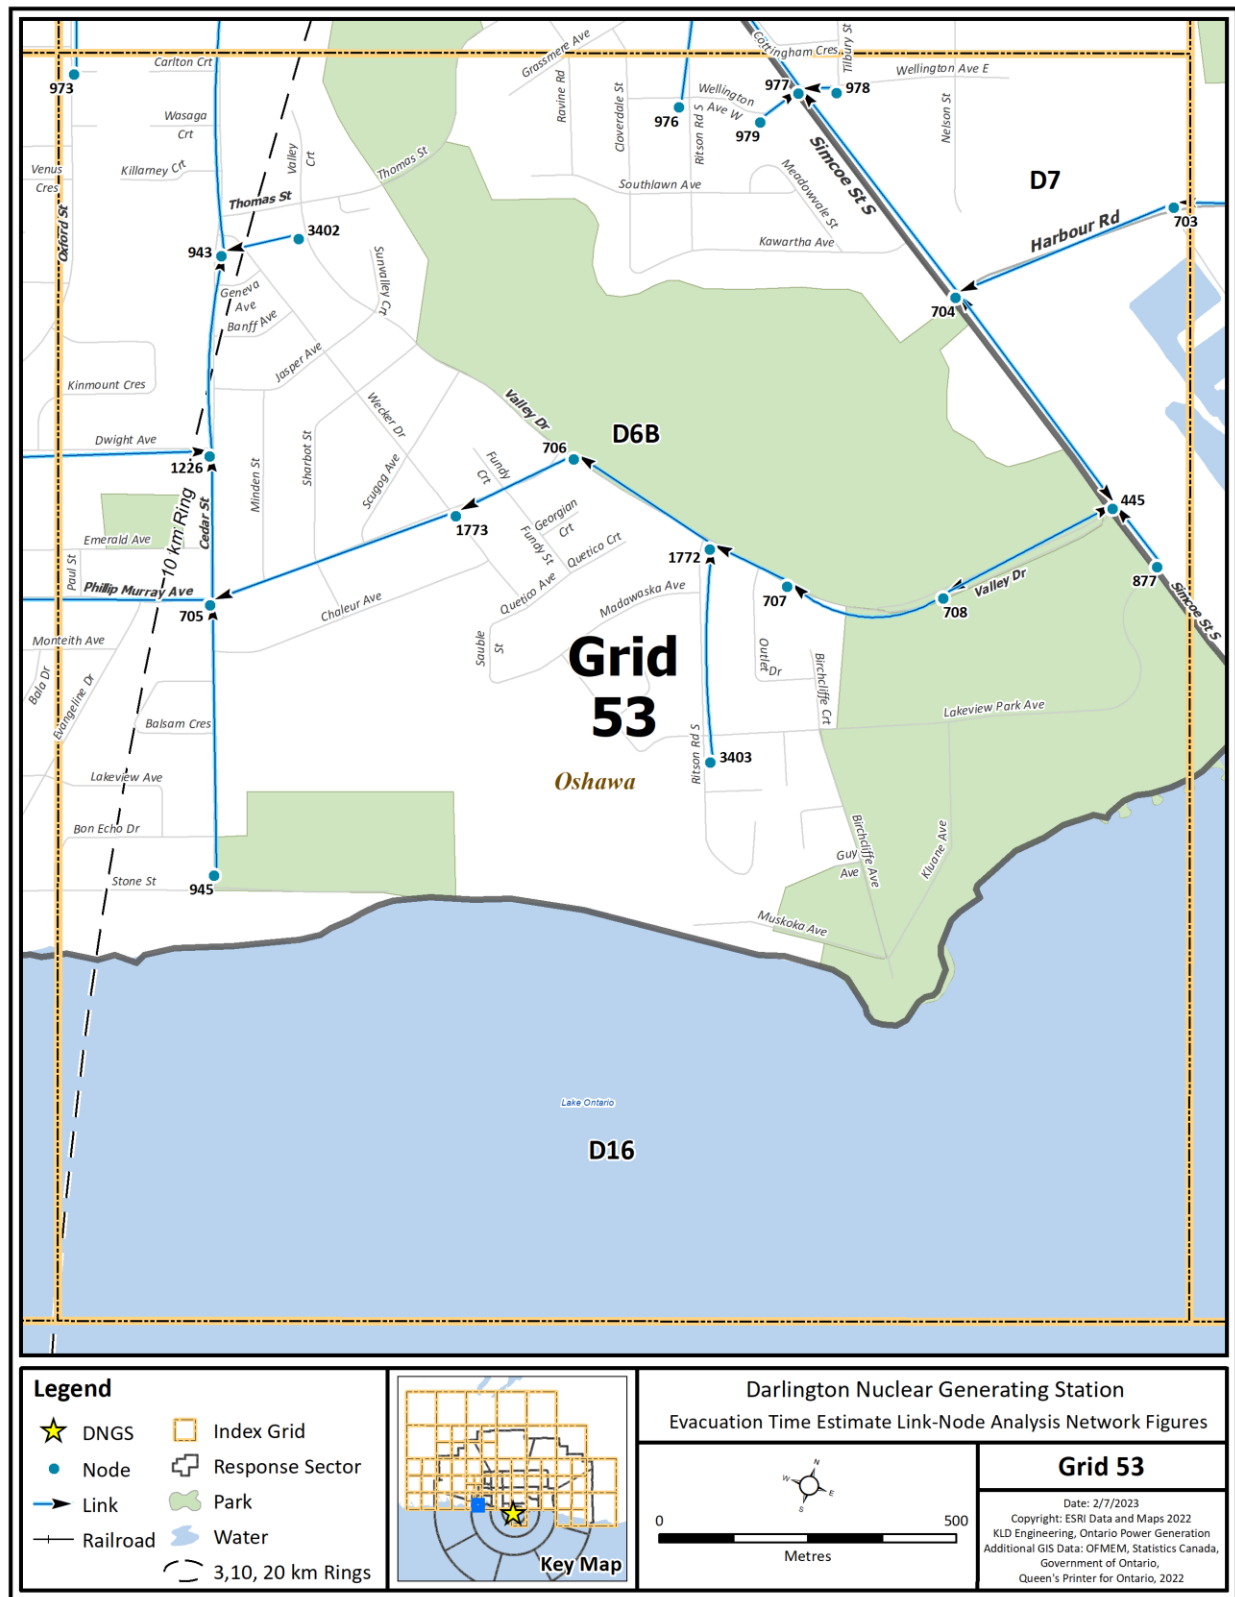 Cottingham Cres
Tilbury St
Grassmere Ave
Carlton Crt
973
Wellington Ave E
977
978
Ravine Rd
Cloverdale St
Wellington
Ave W
976
979
Ritson Rd S
Nelson St
Wasaga
Crt
Simcoe St S
Valley
Crt
Thomas St
Killarney Crt
Venus
Cres
Southlawn Ave
Meadowvale St
D7
Thomas St
Oxford St
3402
943
Kawartha Ave
Harbour Rd
703
Sunvalley Crt
Geneva
Ave
Banff Ave
704
Jasper Ave
Kinmount Cres
Wecker Dr
Valley Dr
D6B
706
Dwight Ave
1226
Sharbot St
Minden St
Scugog Ave
Fundy
Crt
10 km Ring
Cedar St
445
Georgian
Crt
1773
Fundy St
Quetico Crt
Emerald Ave
Paul St
1772
877
Simcoe St S
Valley Dr
Phillip Murray Ave
705
Chaleur Ave
Quetico Ave
Madawaska Ave
707
708
Monteith Ave
Sauble
St
Outlet Dr
Birchcliffe Crt
Bala Dr
Evangeline Dr
Grid
53
Lakeview Park Ave
Balsam Cres
Ritson Rd S
3403
Oshawa
Lakeview Ave
Bon Echo Dr
Birchcliffe Ave
Guy
Ave
Kluane Ave
Stone St
945
Muskoka Ave
Lake Ontario
D16
Legend
DNGS
Node
Link
Railroad
Index Grid
Response Sector
Park
Water
3,10, 20 km Rings
Key Map
Darlington Nuclear Generating Station
Evacuation Time Estimate Link-Node Analysis Network Figures
N
W
E
S
0
500
Metres
Grid 53
Date: 2/7/2023
Copyright: ESRI Data and Maps 2022
KLD Engineering, Ontario Power Generation
Additional GIS Data: OFMEM, Statistics Canada,
Government of Ontario,
Queen's Printer for Ontario, 2022